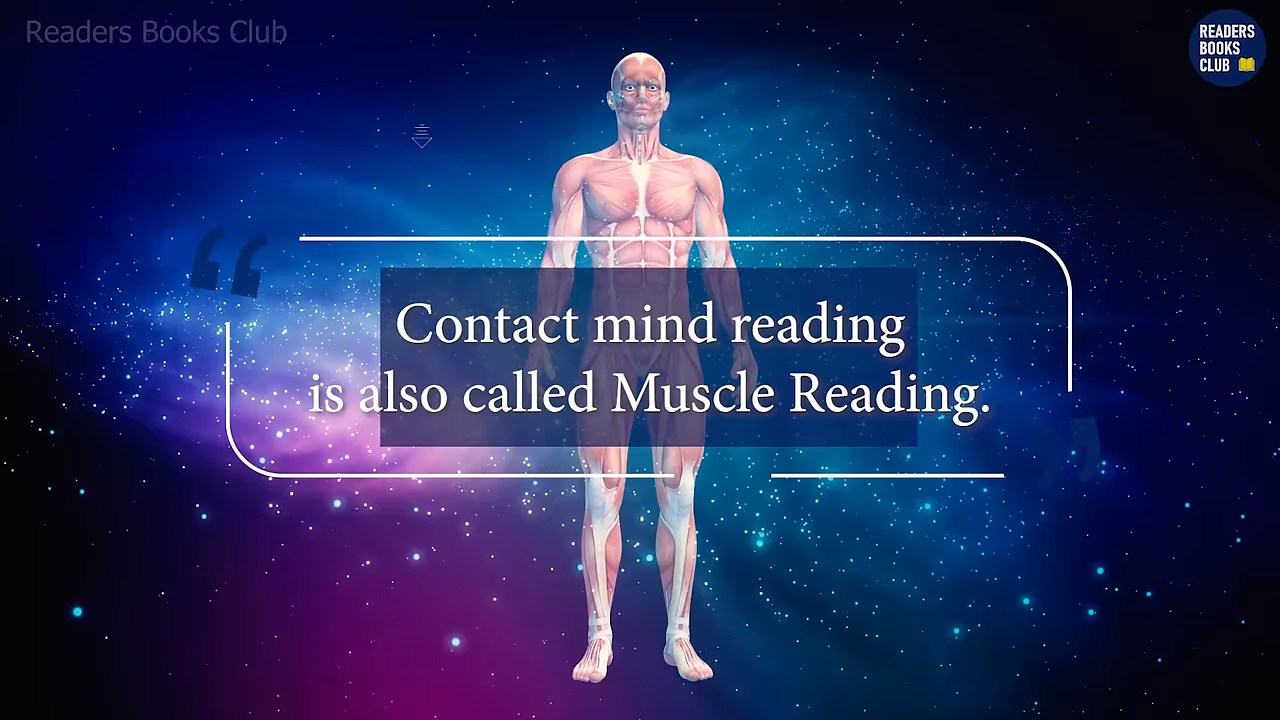 Readers Books Club
READERS
BOOKS
CLUB
“
Contact mind reading
is also called Muscle Reading.
”